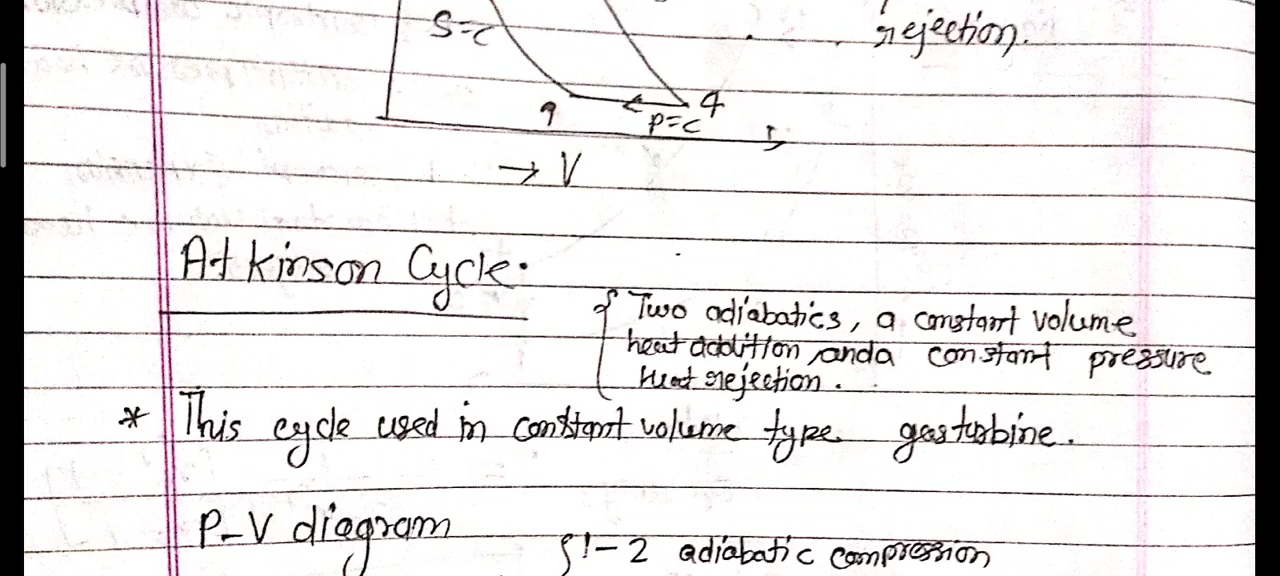 S=c
rejection.
9
4
P=c
→ V
Atkinson Cycle.
Two adiabatics, a constant volume
heat addition, and a constant pressure
Heat rejection.
* This cycle used in constant volume type gas turbine.
P-V diagram
1-2 adiabatic compression